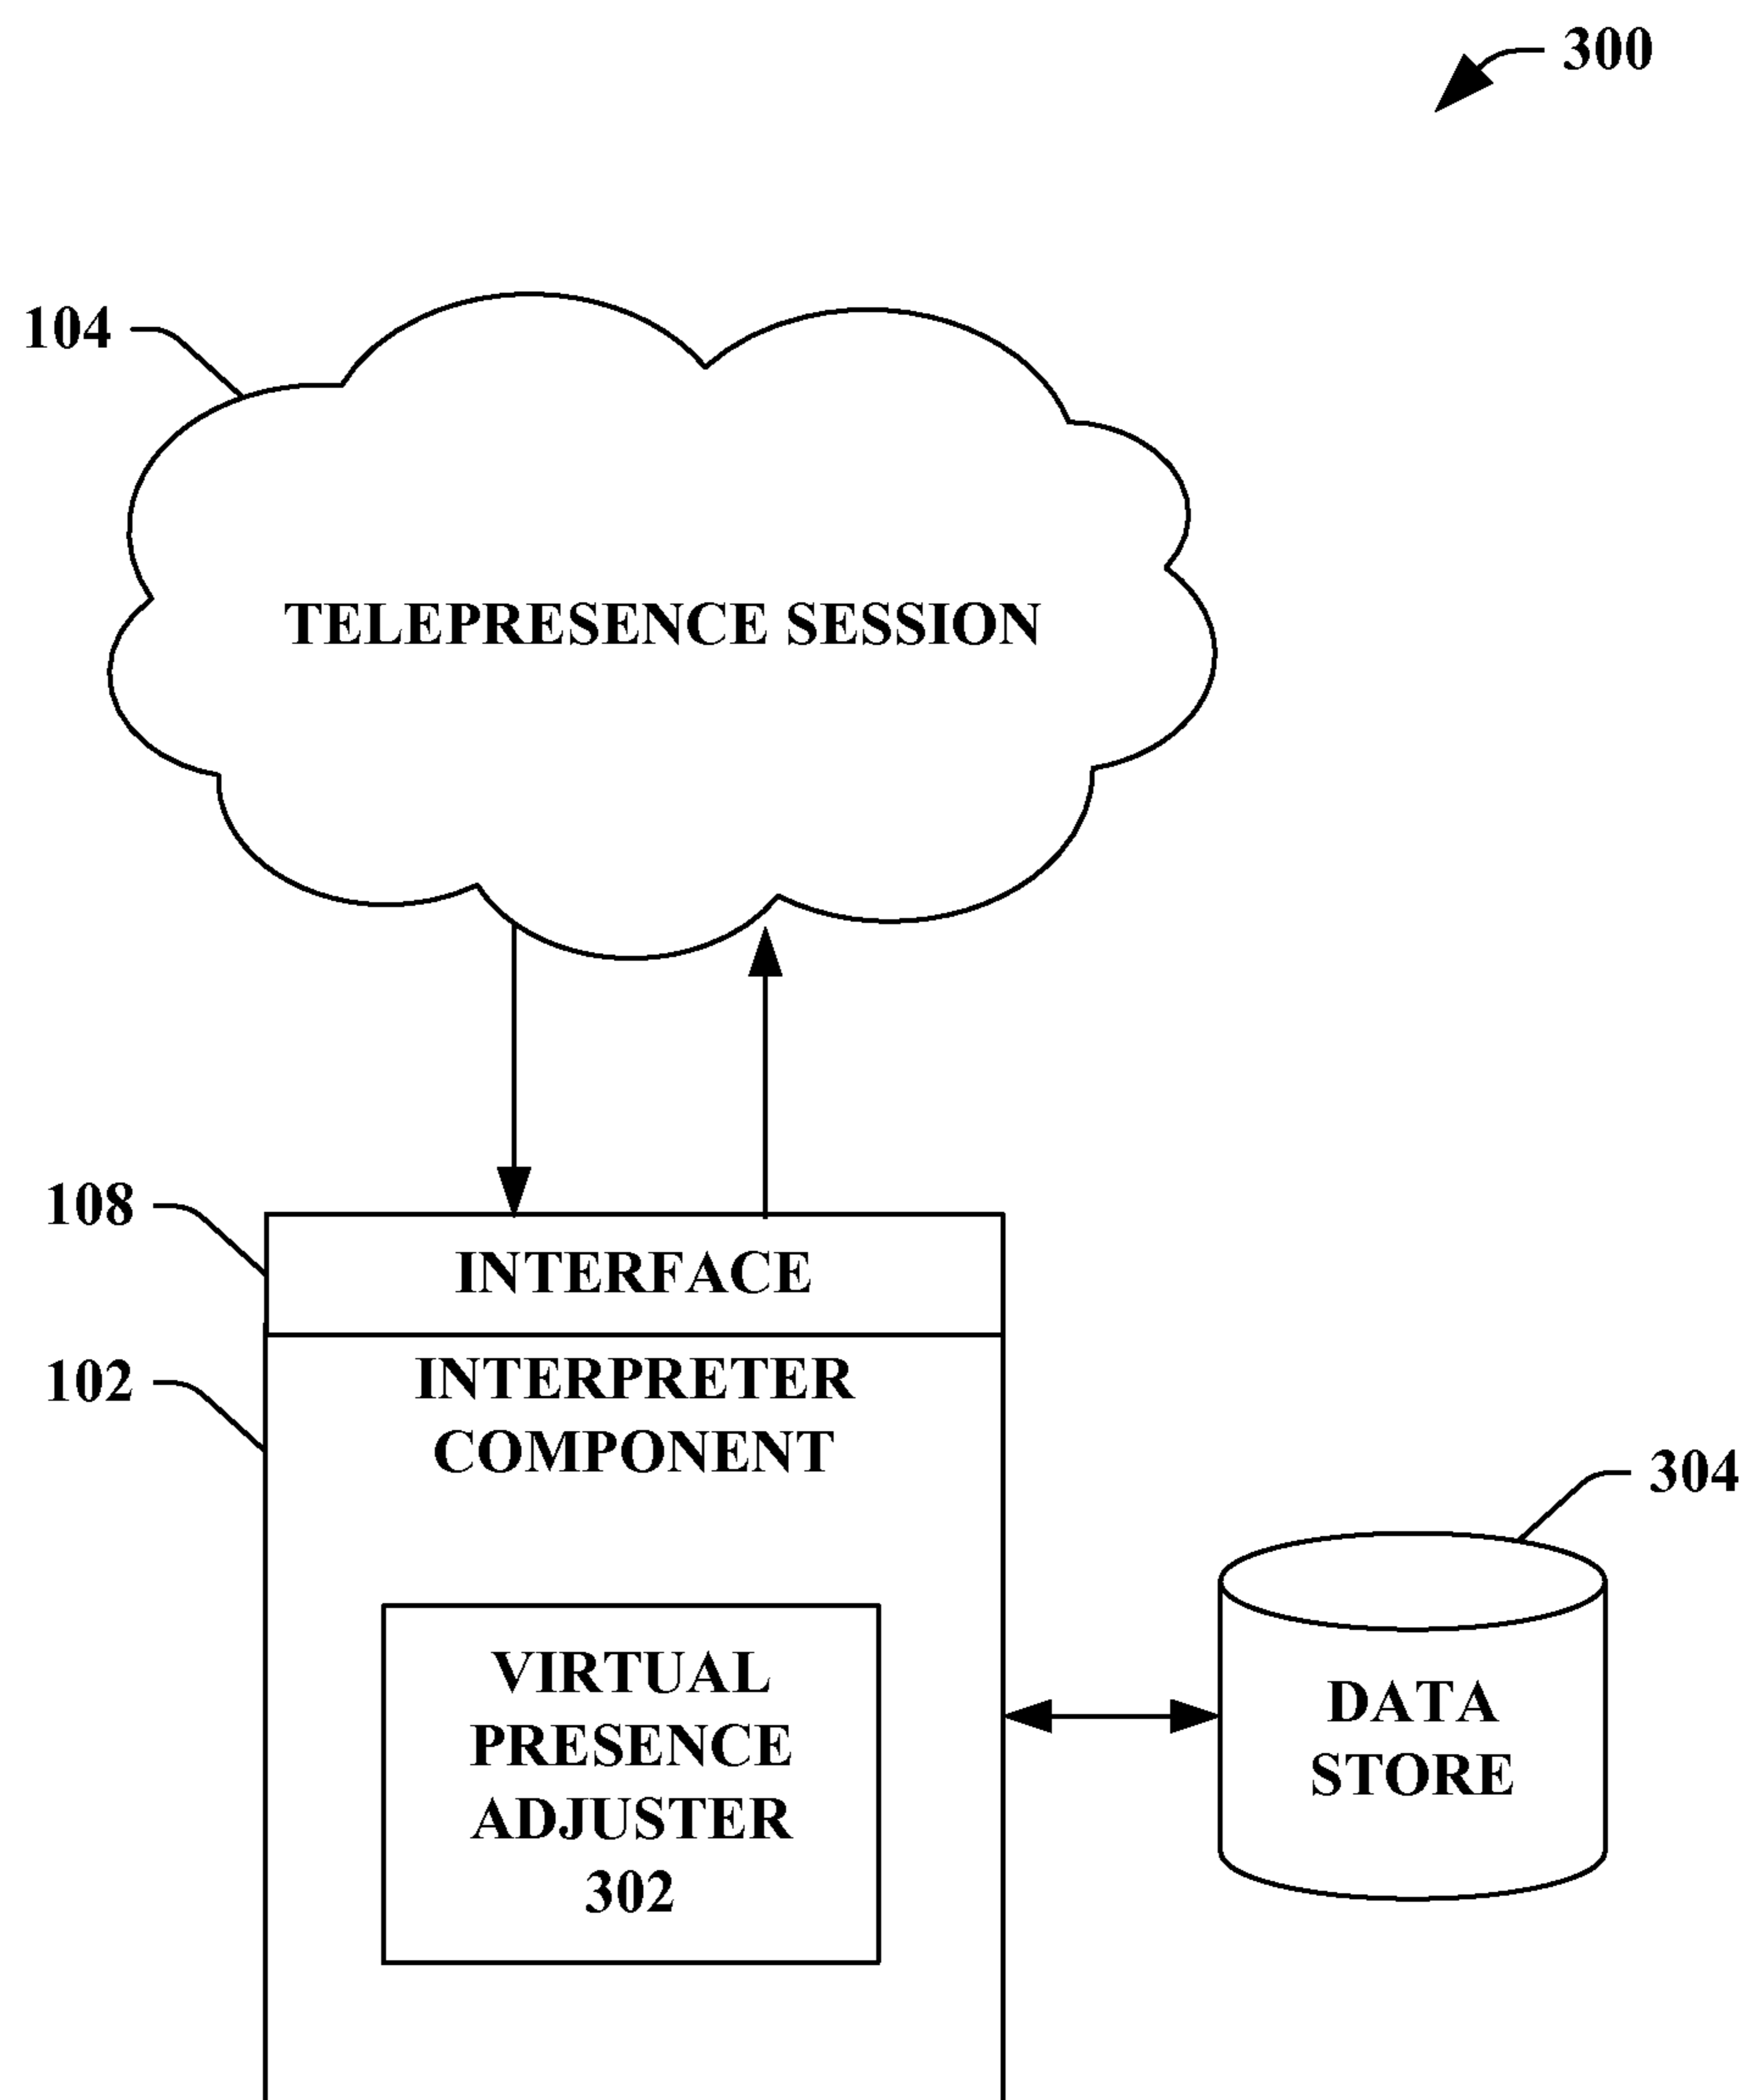 300
104
TELEPRESENCE SESSION
108
INTERFACE
102
INTERPRETER
COMPONENT
304
VIRTUAL
PRESENCE
ADJUSTER
302
DATA
STORE